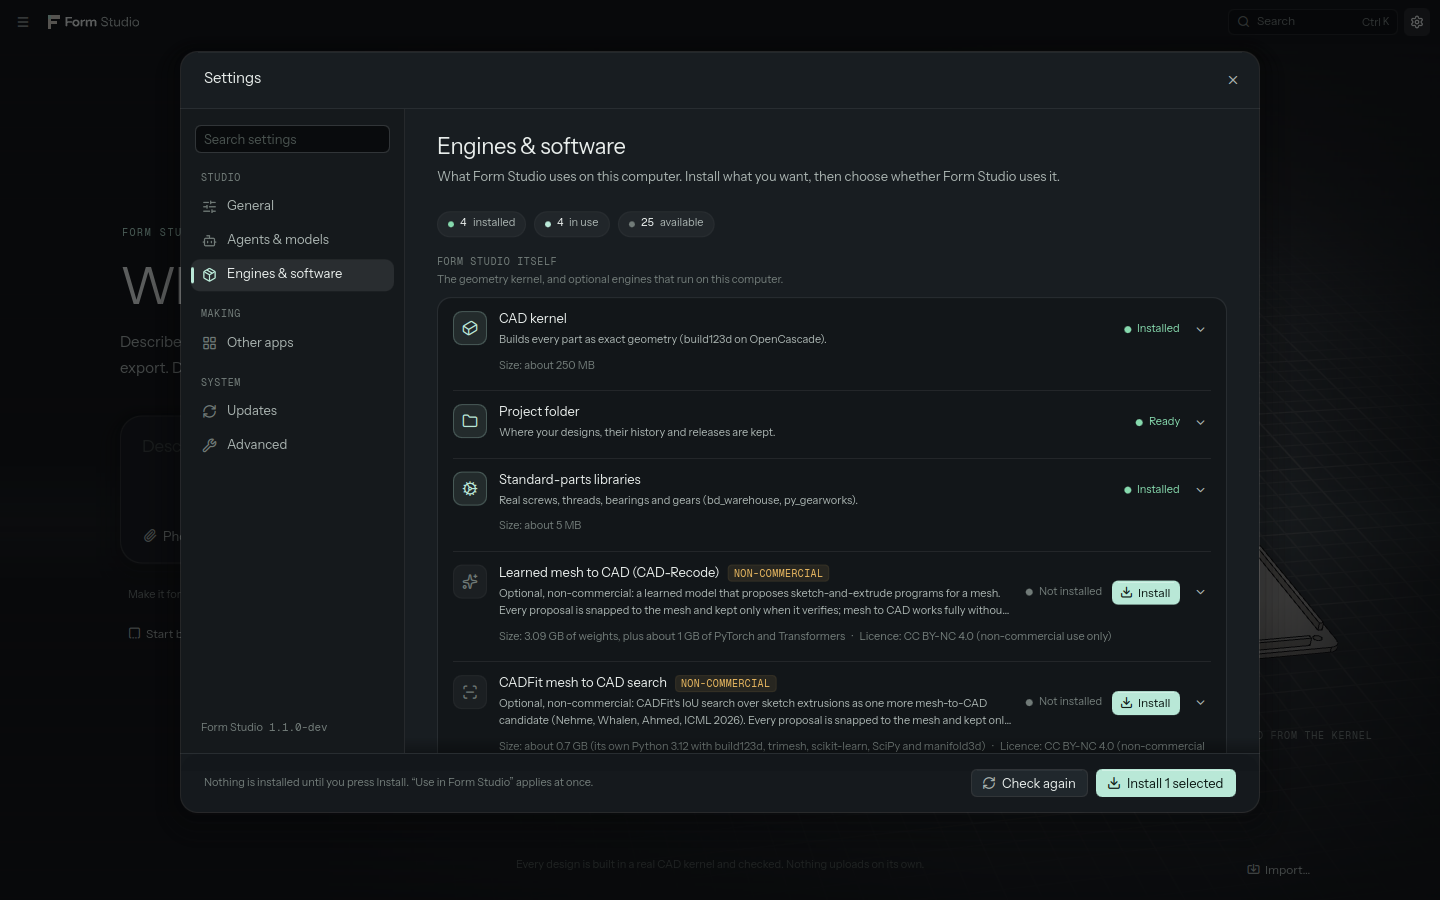 Form Studio
Search Ctrl K
Settings
Search settings
STUDIO
General
Agents & models
Engines & software
MAKING
Other apps
SYSTEM
Updates
Advanced
Form Studio 1.1.0-dev
Engines & software
What Form Studio uses on this computer. Install what you want, then choose whether Form Studio uses it.
4 installed
4 in use
25 available
FORM STUDIO ITSELF
The geometry kernel, and optional engines that run on this computer.
CAD kernel
Builds every part as exact geometry (build123d on OpenCascade).
Size: about 250 MB
Installed
Project folder
Where your designs, their history and releases are kept.
Ready
Standard-parts libraries
Real screws, threads, bearings and gears (bd_warehouse, py_gearworks).
Size: about 5 MB
Installed
Learned mesh to CAD (CAD-Recode) NON-COMMERCIAL
Optional, non-commercial: a learned model that proposes sketch-and-extrude programs for a mesh.
Every proposal is snapped to the mesh and kept only when it verifies; mesh to CAD works fully withou...
Size: 3.09 GB of weights, plus about 1 GB of PyTorch and Transformers · Licence: CC BY-NC 4.0 (non-commercial use only)
Not installed
Install
CADFit mesh to CAD search NON-COMMERCIAL
Optional, non-commercial: CADFit's IoU search over sketch extrusions as one more mesh-to-CAD
candidate (Nehme, Whalen, Ahmed, ICML 2026). Every proposal is snapped to the mesh and kept onl...
Size: about 0.7 GB (its own Python 3.12 with build123d, trimesh, scikit-learn, SciPy and manifold3d) · Licence: CC BY-NC 4.0 (non-commercial
Not installed
Install
Nothing is installed until you press Install. “Use in Form Studio” applies at once.
Check again
Install 1 selected
FORM STU
Describe
export. D
Desc
Make it for
Start b
FROM THE KERNEL
Every design is built in a real CAD kernel and checked. Nothing uploads on its own.
Import...